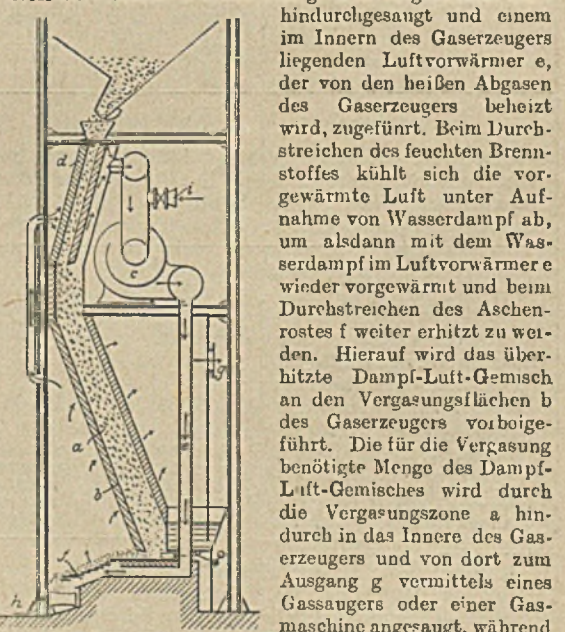 hindurchgesaugt und einem
im Innern des Gaserzeugers
liegenden Luftvorwärmer e,
der von den heißen Abgasen
des Gaserzeugers beheizt
wird, zugeführt. Beim Durch-
streichen des feuchten Brenn-
stoffes kühlt sich die vor-
gewärmte Luft unter Auf-
nahme von Wasserdampf ab,
um alsdann mit dem Was-
serdampf im Luftvorwärmer e
wieder vorgewärmt und beim
Durchstreichen des Aschen-
rostes f weiter erhitzt zu wer-
den. Hierauf wird das über-
hitzte Dampf-Luft-Gemisch
an den Vergasungsflächen b
des Gaserzeugers vorbeige-
führt. Die für die Vergasung
benötigte Menge des Dampf-
Luft-Gemisches wird durch
die Vergasungszone a hin-
durch in das Innere des Gas-
erzeugers und von dort zum
Ausgang g vermittels eines
Gassaugers oder einer Gas-
maschine angesaugt, während
d
i
c
g
a
e
b
f
h